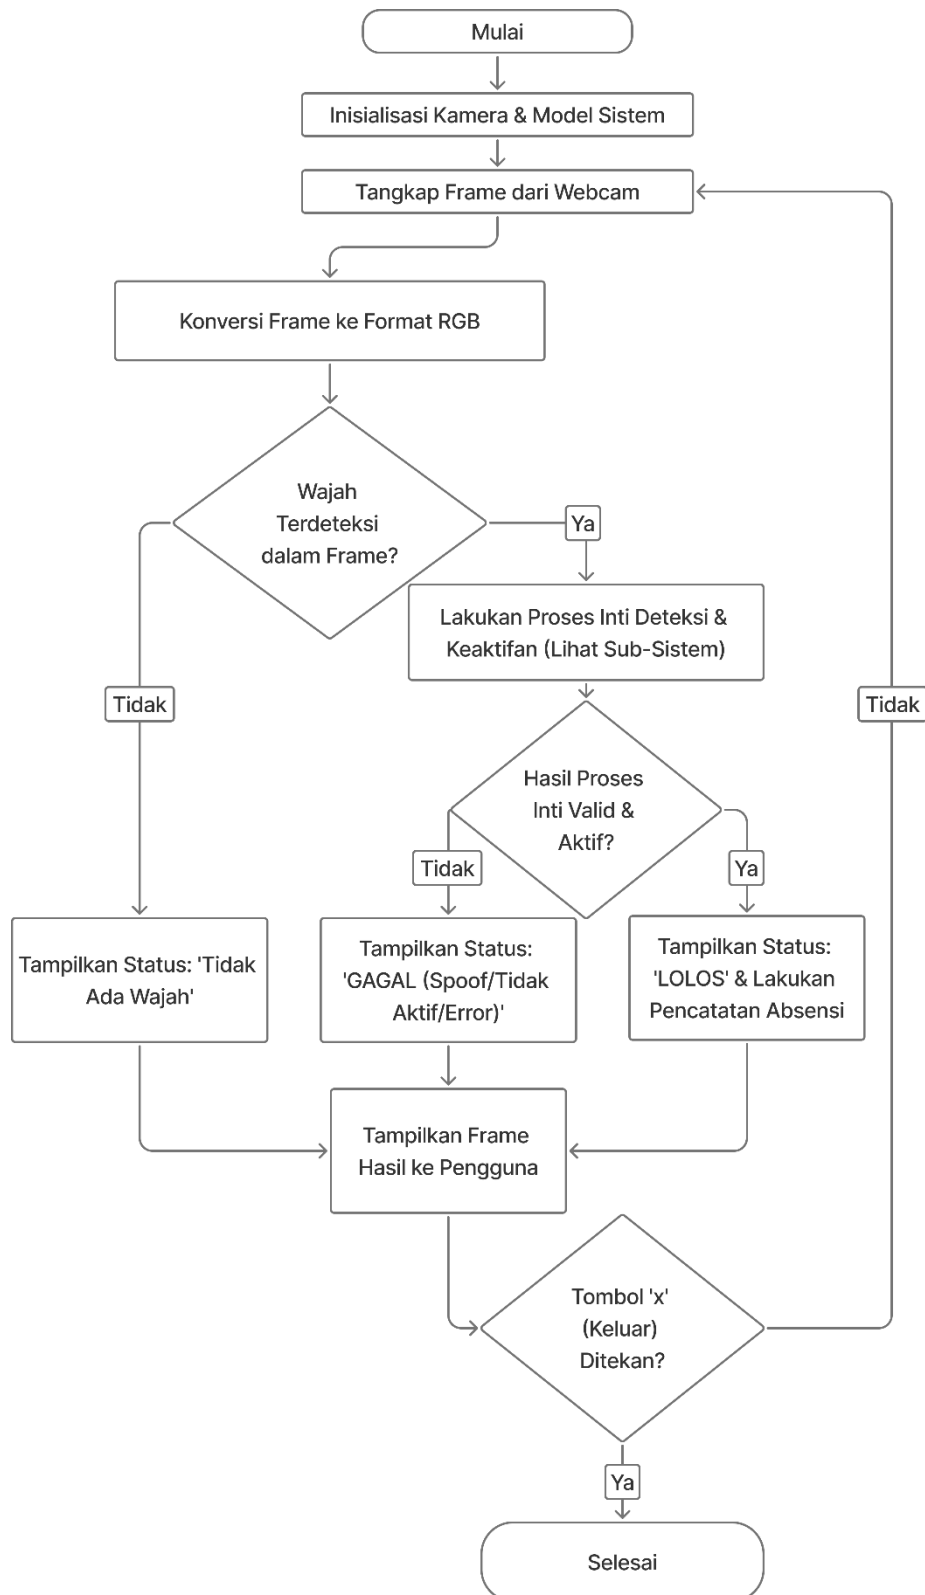 Mulai
Inisialisasi Kamera & Model Sistem
Tangkap Frame dari Webcam
Konversi Frame ke Format RGB
Wajah
Terdeteksi
dalam Frame?
Ya
Lakukan Proses Inti Deteksi &
Keaktifan (Lihat Sub-Sistem)
Tidak
Tidak
Hasil Proses
Inti Valid &
Aktif?
Tidak
Ya
Tampilkan Status: 'Tidak
Ada Wajah'
Tampilkan Status:
'GAGAL (Spoof/Tidak
Aktif/Error)'
Tampilkan Status:
'LOLOS' & Lakukan
Pencatatan Absensi
Tampilkan Frame
Hasil ke Pengguna
Tombol 'x'
(Keluar)
Ditekan?
Ya
Selesai